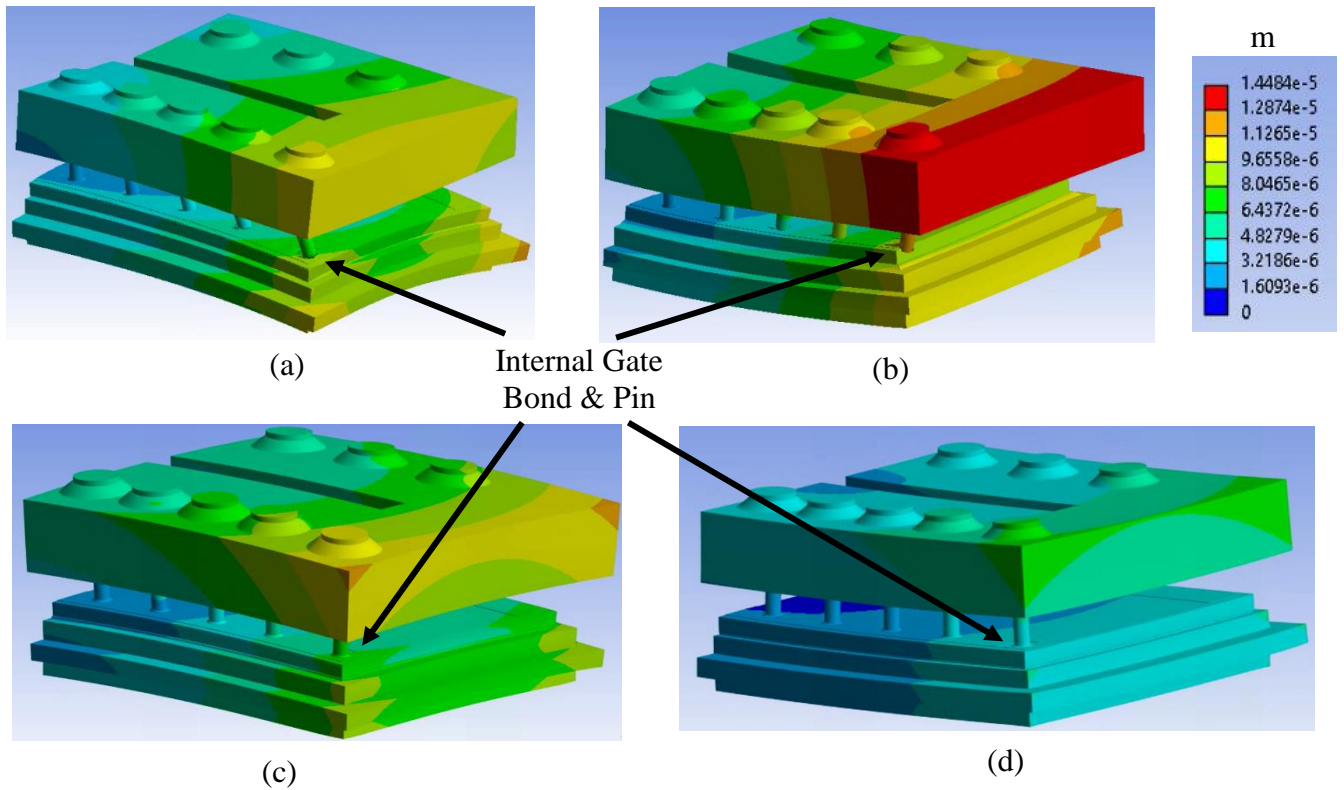 m
1.4484e-5
1.2874e-5
1.1265e-5
9.6558e-6
8.0465e-6
6.4372e-6
4.8279e-6
3.2186e-6
1.6093e-6
0
(a)
(b)
Internal Gate
Bond & Pin
(c)
(d)